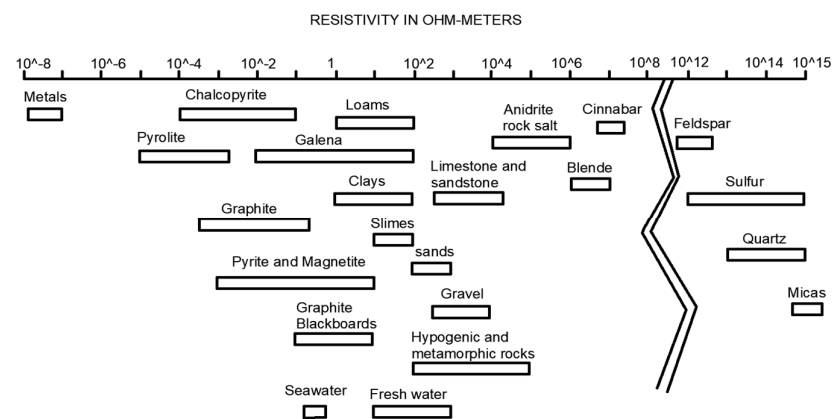 RESISTIVITY IN OHM-METERS
10^-8 10^-6 10^-4 10^-2 1 10^2 10^4 10^6 10^8 10^12 10^14 10^15
Metals
Chalcopyrite
Loams
Anidrite
rock salt
Cinnabar
Feldspar
Pyrolite
Galena
Limestone and
sandstone
Blende
Clays
Sulfur
Graphite
Slimes
Quartz
sands
Pyrite and Magnetite
Gravel
Micas
Graphite
Blackboards
Hypogenic and
metamorphic rocks
Seawater
Fresh water